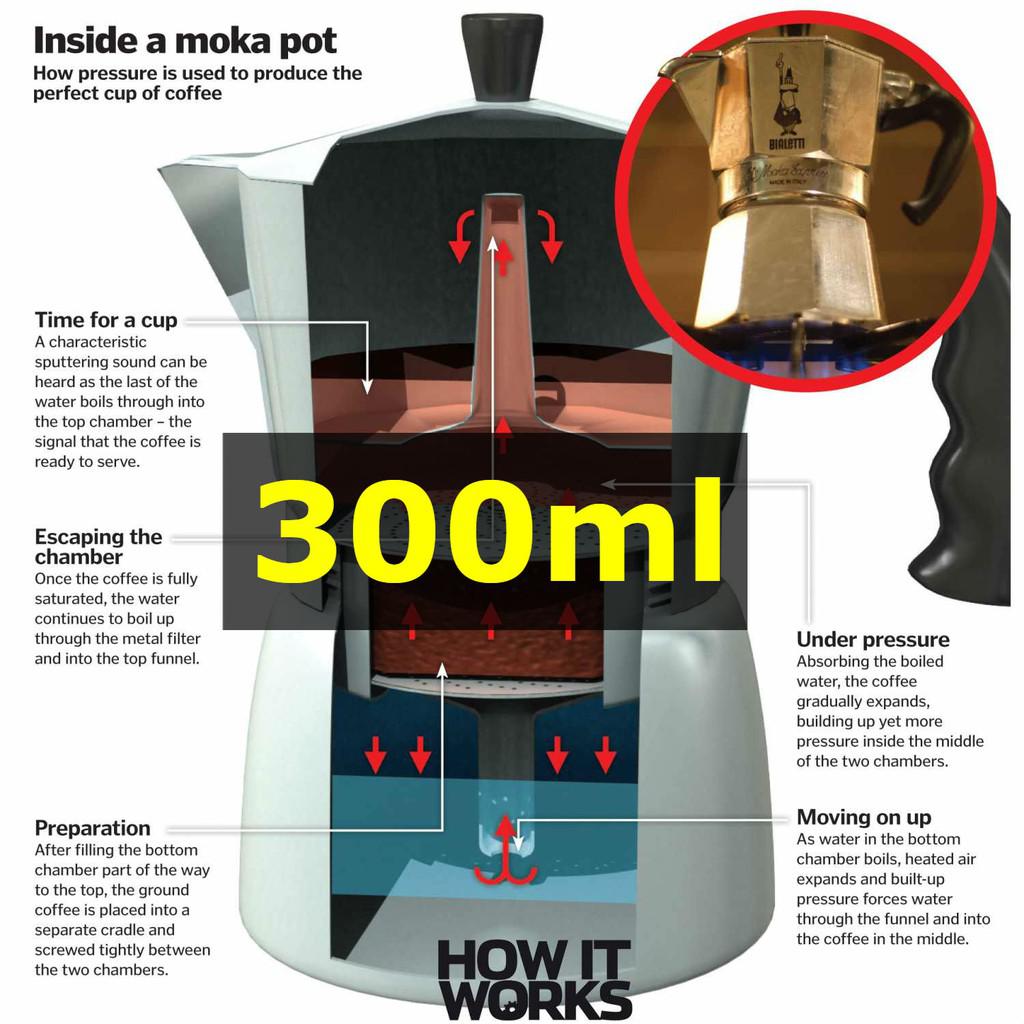 Inside a moka pot
How pressure is used to produce the
perfect cup of coffee
BIALETTI
Moka Express
MADE IN ITALY
Time for a cup
A characteristic
sputtering sound can be
heard as the last of the
water boils through into
the top chamber – the
signal that the coffee is
ready to serve.
300ml
Escaping the
chamber
Once the coffee is fully
saturated, the water
continues to boil up
through the metal filter
and into the top funnel.
Under pressure
Absorbing the boiled
water, the coffee
gradually expands,
building up yet more
pressure inside the middle
of the two chambers.
Preparation
After filling the bottom
chamber part of the way
to the top, the ground
coffee is placed into a
separate cradle and
screwed tightly between
the two chambers.
Moving on up
As water in the bottom
chamber boils, heated air
expands and built-up
pressure forces water
through the funnel and into
the coffee in the middle.
HOW IT
WORKS